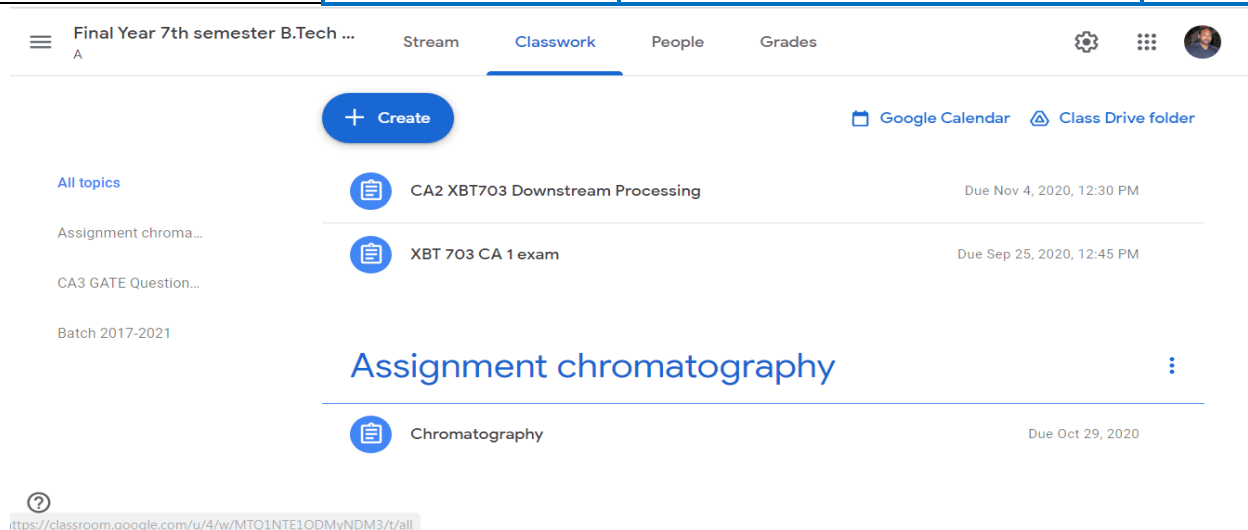 Final Year 7th semester B.Tech ...
A
Stream
Classwork
People
Grades
Create
Google Calendar
Class Drive folder
All topics
Assignment chroma...
CA3 GATE Question...
Batch 2017-2021
CA2 XBT703 Downstream Processing
Due Nov 4, 2020, 12:30 PM
XBT 703 CA 1 exam
Due Sep 25, 2020, 12:45 PM
Assignment chromatography
Chromatography
Due Oct 29, 2020
ttps://classroom.google.com/u/4/w/MTQ1NTE1ODMyNDM3/t/all